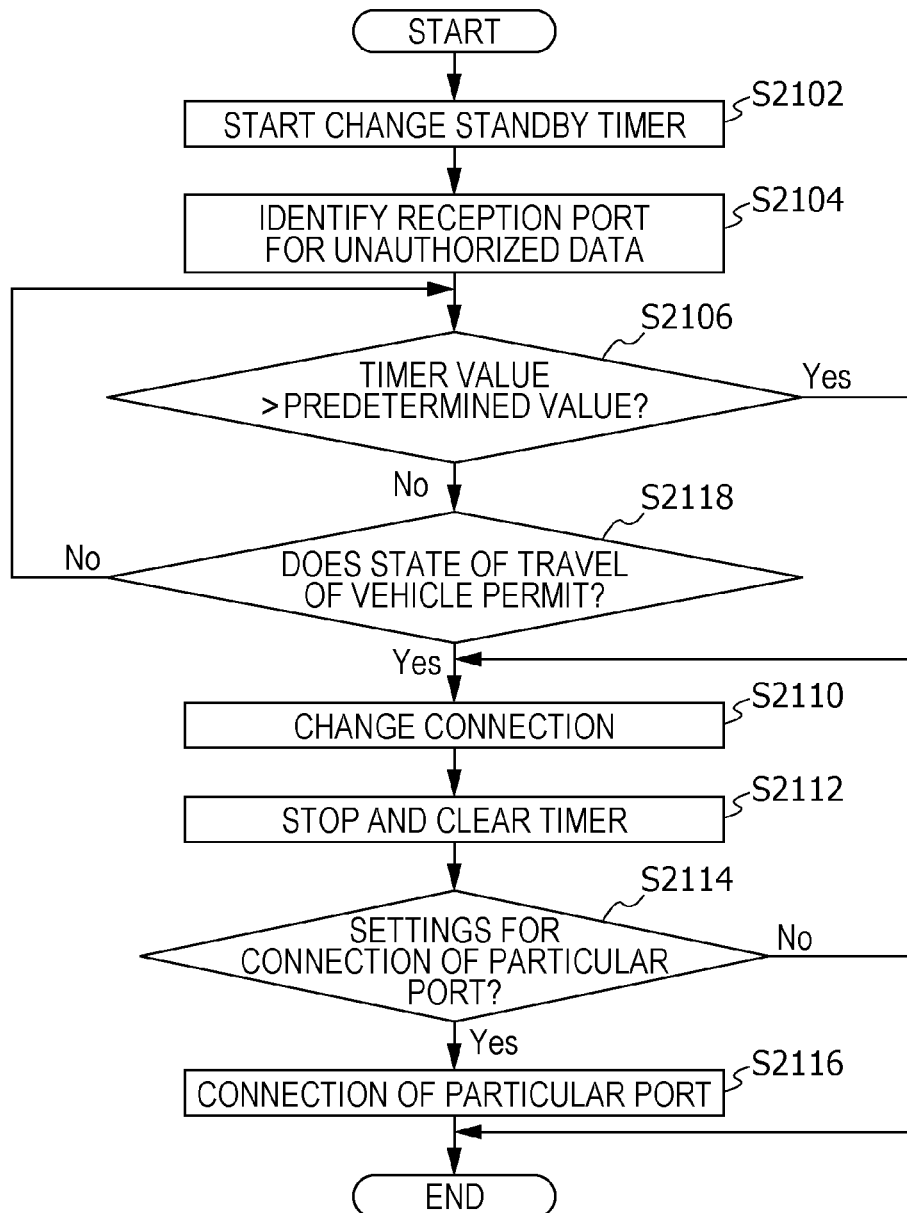 START
S2102
START CHANGE STANDBY TIMER
S2104
IDENTIFY RECEPTION PORT
FOR UNAUTHORIZED DATA
S2106
TIMER VALUE
>PREDETERMINED VALUE?
Yes
No
S2118
No
DOES STATE OF TRAVEL
OF VEHICLE PERMIT?
Yes
S2110
CHANGE CONNECTION
S2112
STOP AND CLEAR TIMER
S2114
SETTINGS FOR
CONNECTION OF PARTICULAR
PORT?
No
Yes
S2116
CONNECTION OF PARTICULAR PORT
END